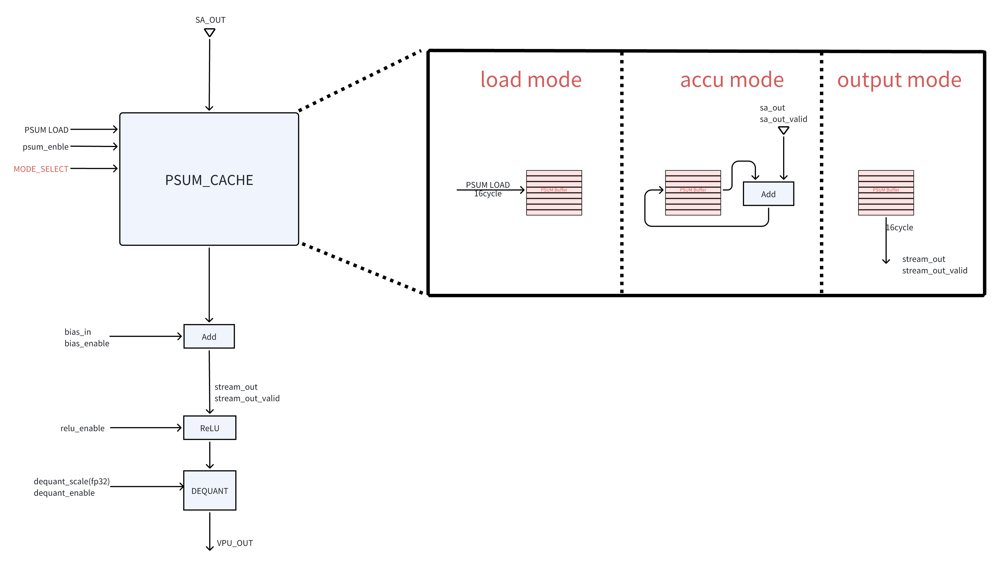 SA_OUT
PSUM LOAD
psum_enble
MODE_SELECT
PSUM_CACHE
load mode
accu mode
output mode
sa_out
sa_out_valid
PSUM LOAD
16cycle
PSUM Buffer
PSUM Buffer
Add
PSUM Buffer
16cycle
stream_out
stream_out_valid
bias_in
bias_enable
Add
stream_out
stream_out_valid
relu_enable
ReLU
dequant_scale(fp32)
dequant_enable
DEQUANT
VPU_OUT